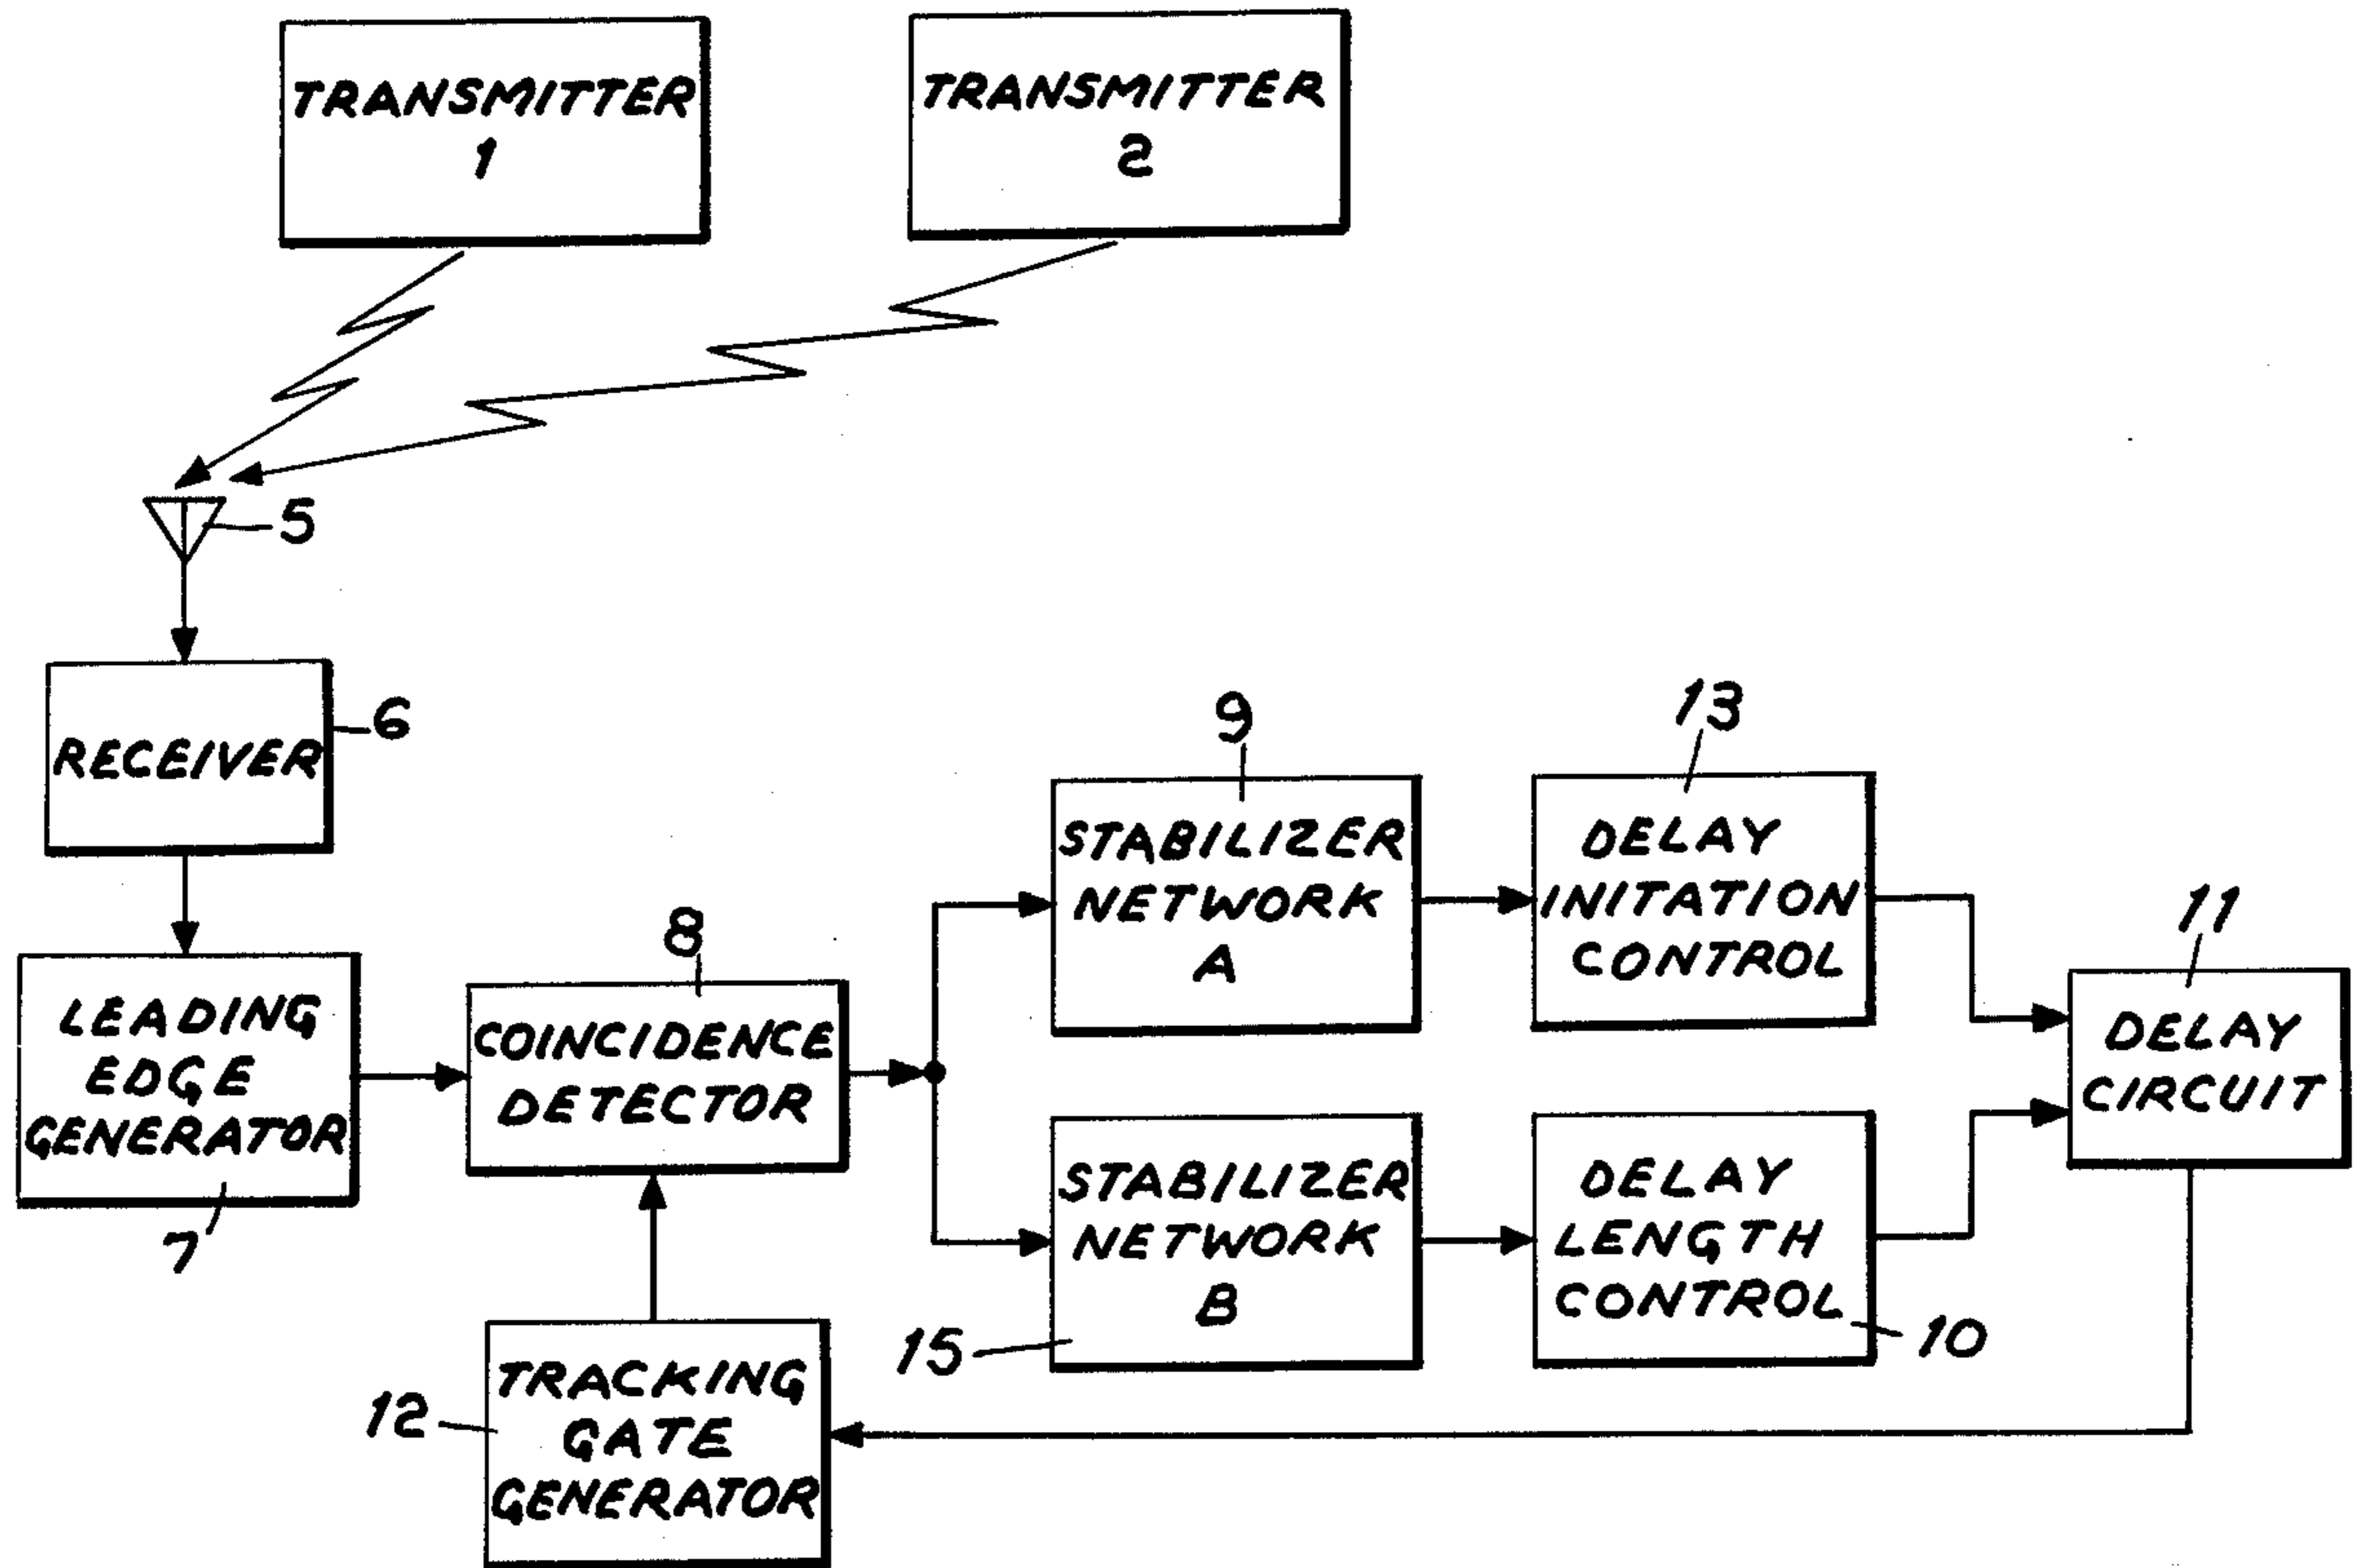 TRANSMITTER
1
TRANSMITTER
2
5
RECEIVER
6
LEADING
EDGE
GENERATOR
7
COINCIDENCE
DETECTOR
8
STABILIZER
NETWORK
A
9
DELAY
INITATION
CONTROL
13
DELAY
CIRCUIT
11
STABILIZER
NETWORK
B
15
DELAY
LENGTH
CONTROL
10
TRACKING
GATE
GENERATOR
12